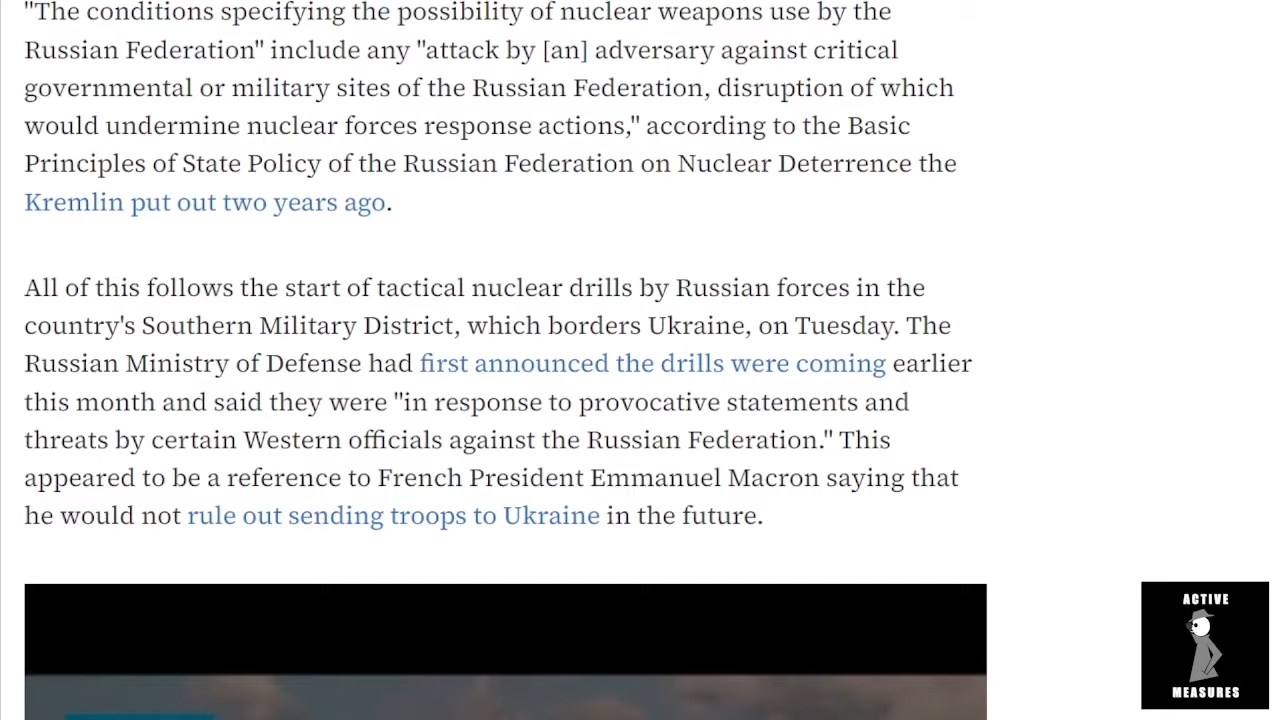 "The conditions specifying the possibility of nuclear weapons use by the
Russian Federation" include any "attack by [an] adversary against critical
governmental or military sites of the Russian Federation, disruption of which
would undermine nuclear forces response actions," according to the Basic
Principles of State Policy of the Russian Federation on Nuclear Deterrence the
Kremlin put out two years ago.
All of this follows the start of tactical nuclear drills by Russian forces in the
country's Southern Military District, which borders Ukraine, on Tuesday. The
Russian Ministry of Defense had first announced the drills were coming earlier
this month and said they were "in response to provocative statements and
threats by certain Western officials against the Russian Federation." This
appeared to be a reference to French President Emmanuel Macron saying that
he would not rule out sending troops to Ukraine in the future.
ACTIVE
MEASURES